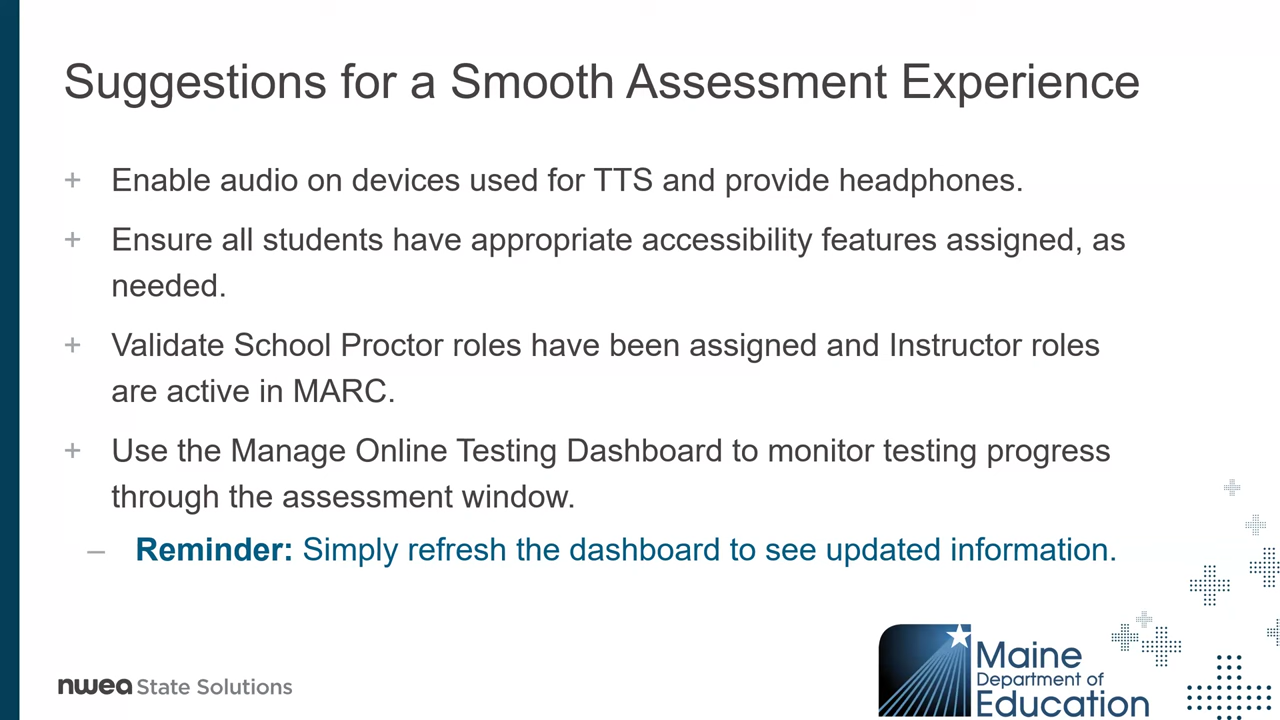 Suggestions for a Smooth Assessment Experience
+ Enable audio on devices used for TTS and provide headphones.
+ Ensure all students have appropriate accessibility features assigned, as
needed.
+ Validate School Proctor roles have been assigned and Instructor roles
are active in MARC.
+ Use the Manage Online Testing Dashboard to monitor testing progress
through the assessment window.
– Reminder: Simply refresh the dashboard to see updated information.
nwea State Solutions
Maine
Department of
Education